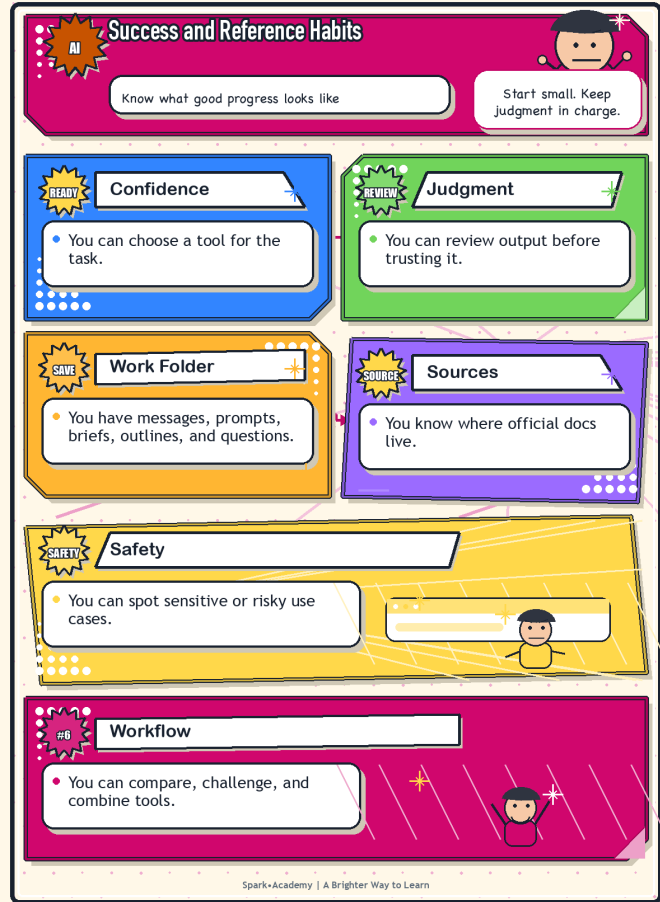 AI
Success and Reference Habits
Know what good progress looks like
Start small. Keep
judgment in charge.
READY
Confidence
You can choose a tool for the
task.
REVIEW
Judgment
You can review output before
trusting it.
SAVE
Work Folder
You have messages, prompts,
briefs, outlines, and questions.
SOURCE
Sources
You know where official docs
live.
SAFETY
Safety
You can spot sensitive or risky use
cases.
#6
Workflow
You can compare, challenge, and
combine tools.
Spark•Academy | A Brighter Way to Learn